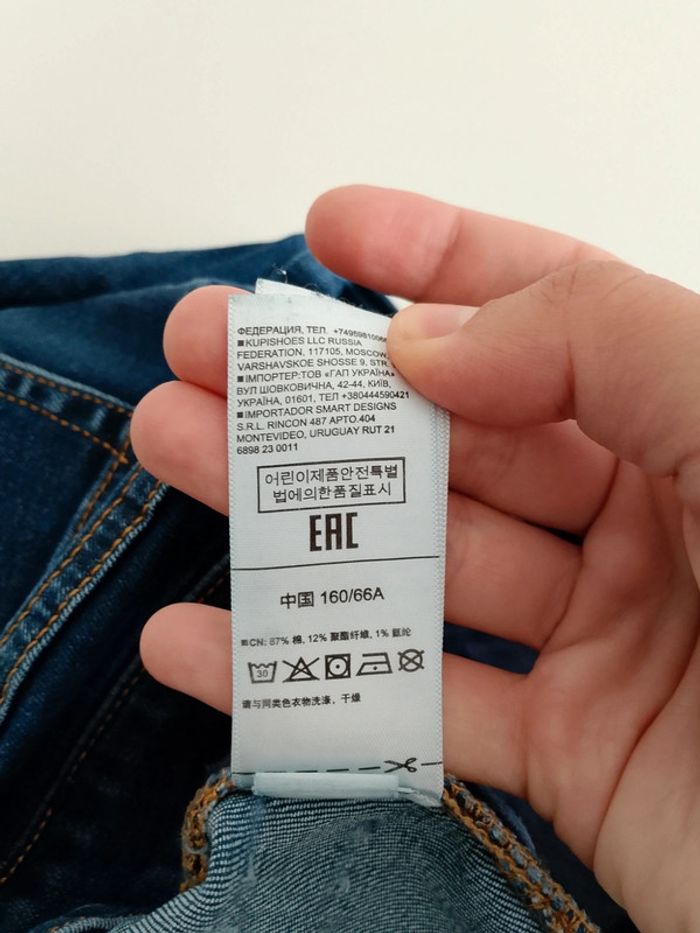 ФЕДЕРАЦИЯ, ТЕЛ.
■KUPISHOES LLC RUSSIA
FEDERATION, 117105, MOSCOW,
VARSHAVSKOE SHOSSE 9, STR.
■ІМПОРТЕР:ТОВ «ГАП УКРАЇНА»
ВУЛ ШОВКОВИЧНА, 42-44, КИЇВ,
УКРАЇНА, 01601, ТЕЛ +380444590421
■IMPORTADOR SMART DESIGNS
S.R.L. RINCON 487 APTO.404
MONTEVIDEO, URUGUAY RUT 21
6898 23 0011
어린이제품안전특별
법에의한품질표시
EAC
中国 160/66A
■CN: 87% 棉, 12% 聚酯纤维, 1% 氨纶
30
请与同类色衣物洗涤，干燥